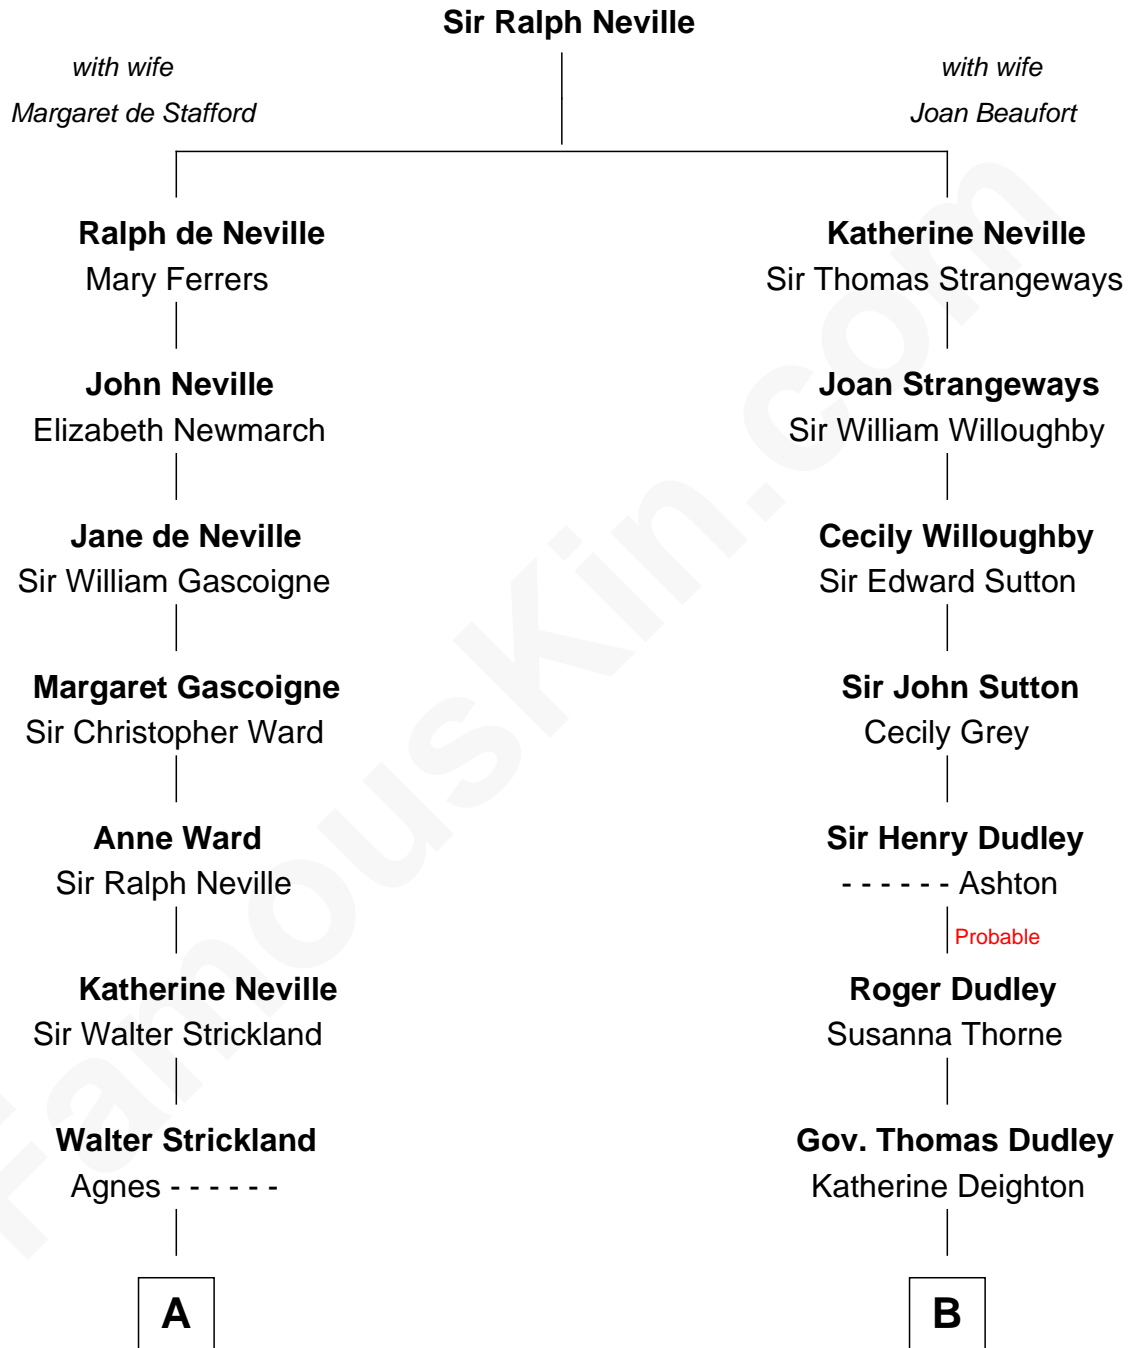 Sir Ralph Neville
with wife
Margaret de Stafford
with wife
Joan Beaufort
Ralph de Neville
Mary Ferrers
Katherine Neville
Sir Thomas Strangeways
John Neville
Elizabeth Newmarch
Joan Strangeways
Sir William Willoughby
Jane de Neville
Sir William Gascoigne
Cecily Willoughby
Sir Edward Sutton
Margaret Gascoigne
Sir Christopher Ward
Sir John Sutton
Cecily Grey
Anne Ward
Sir Ralph Neville
Sir Henry Dudley
- - - - - - Ashton
Probable
Katherine Neville
Sir Walter Strickland
Roger Dudley
Susanna Thorne
Walter Strickland
Agnes - - - - - -
Gov. Thomas Dudley
Katherine Deighton
A
B
FamousKin.com